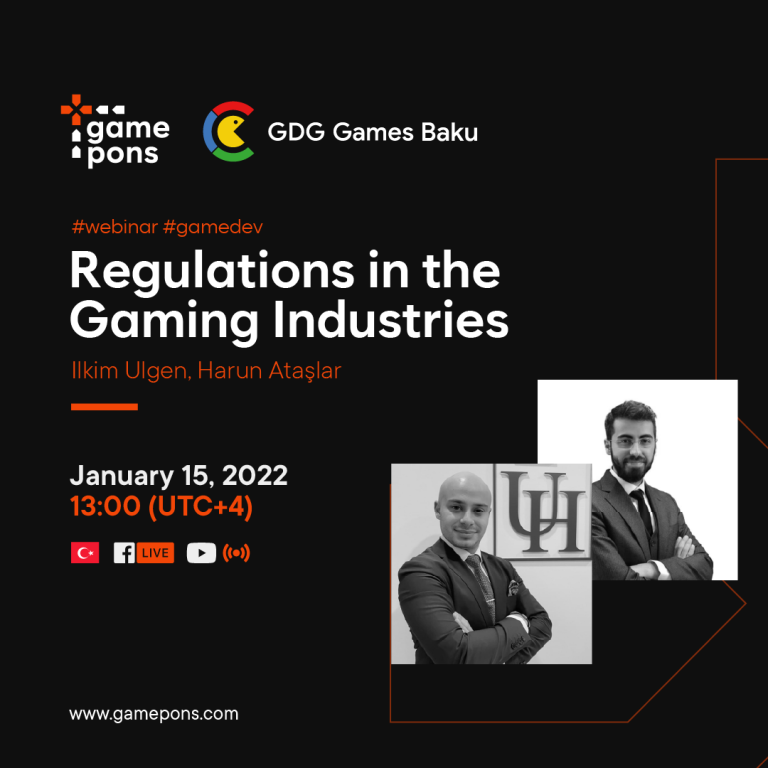 game
pons
GDG Games Baku
#webinar #gamedev
Regulations in the
Gaming Industries
Ilkim Ulgen, Harun Ataşlar
January 15, 2022
13:00 (UTC+4)
f LIVE
UH
www.gamepons.com